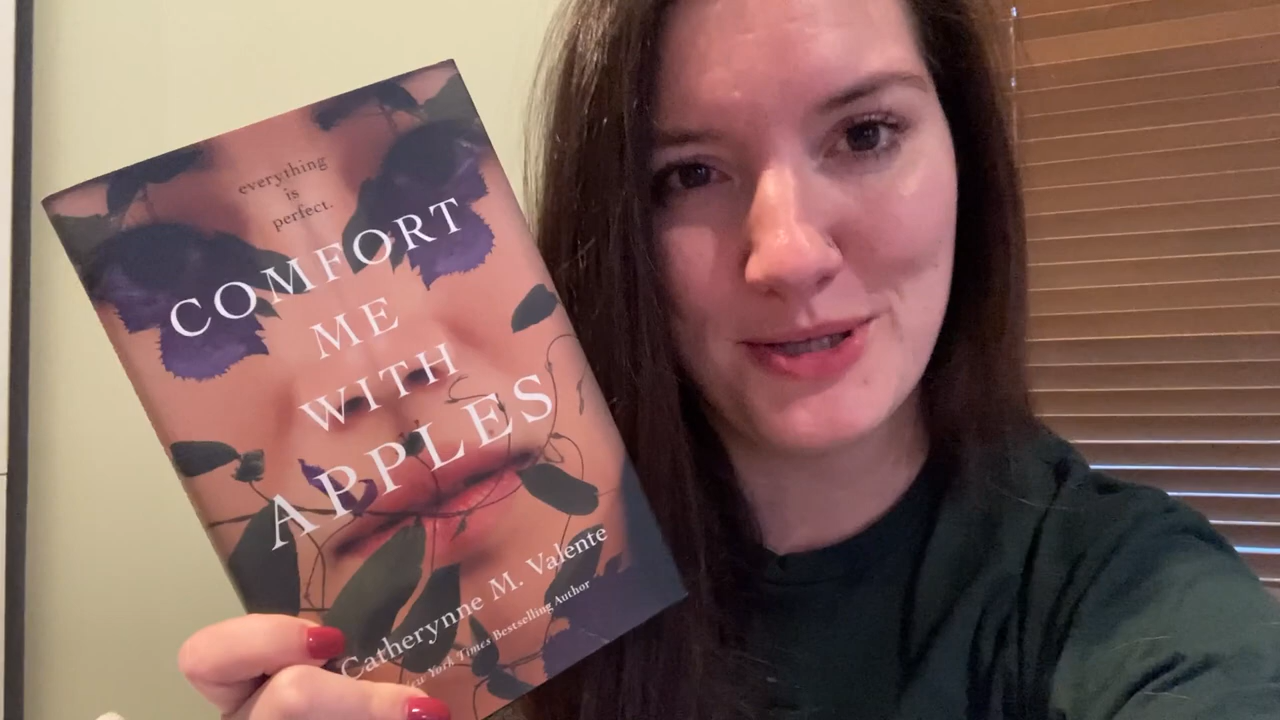 everything
is
perfect.
COMFORT
ME
WITH
APPLES
Catherynne M. Valente
New York Times Bestselling Author